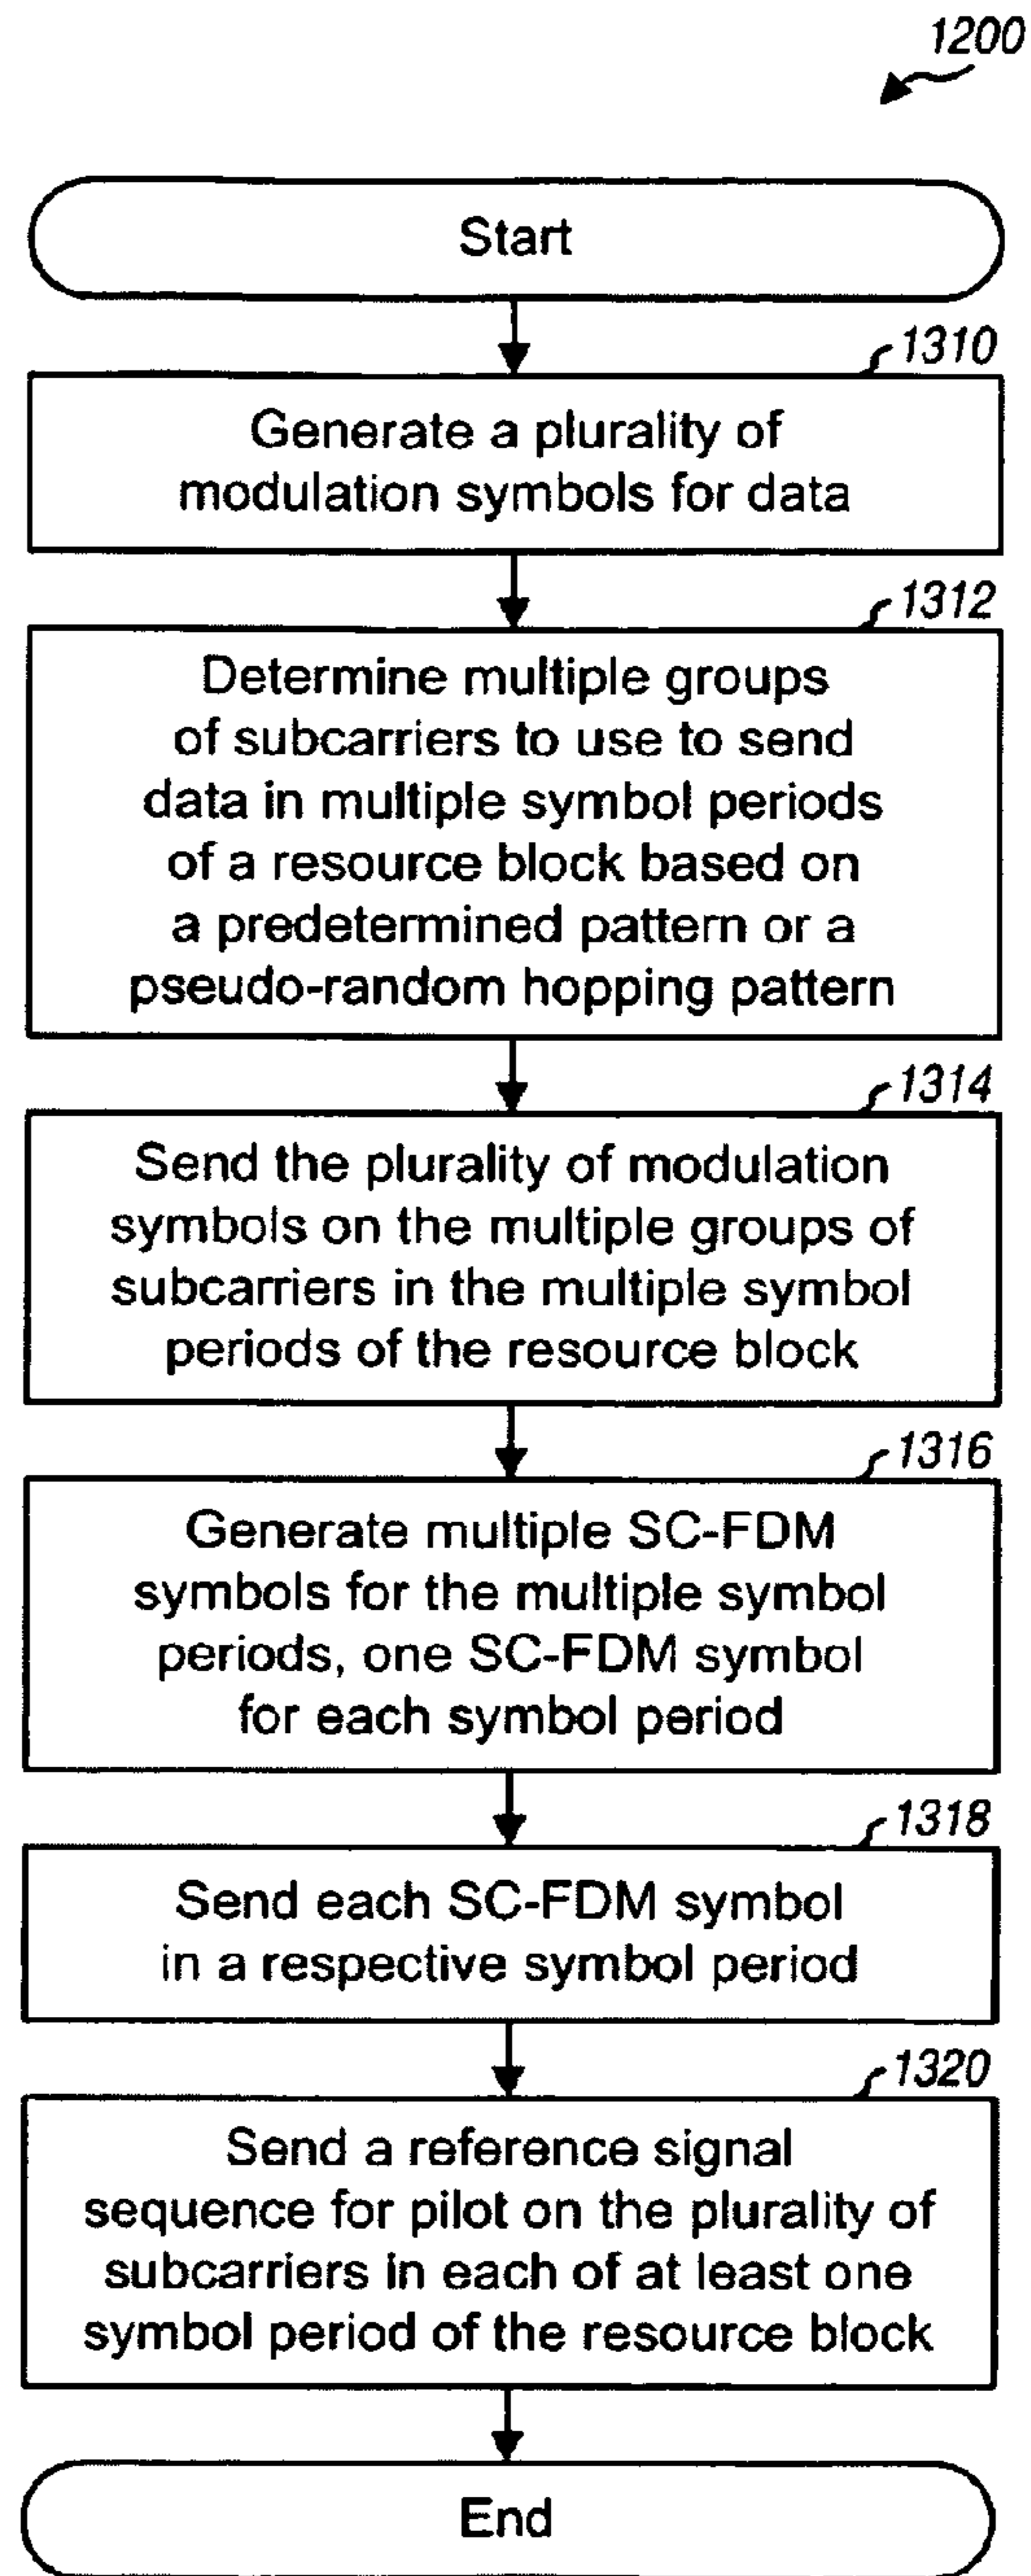 1200
Start
1310
Generate a plurality of
modulation symbols for data
1312
Determine multiple groups
of subcarriers to use to send
data in multiple symbol periods
of a resource block based on
a predetermined pattern or a
pseudo-random hopping pattern
1314
Send the plurality of modulation
symbols on the multiple groups of
subcarriers in the multiple symbol
periods of the resource block
1316
Generate multiple SC-FDM
symbols for the multiple symbol
periods, one SC-FDM symbol
for each symbol period
1318
Send each SC-FDM symbol
in a respective symbol period
1320
Send a reference signal
sequence for pilot on the plurality of
subcarriers in each of at least one
symbol period of the resource block
End